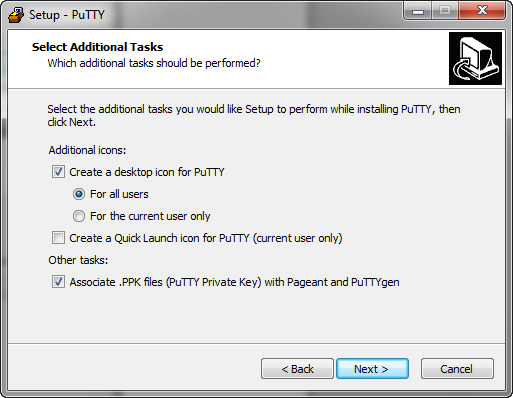 Setup - PuTTY
Select Additional Tasks
Which additional tasks should be performed?
Select the additional tasks you would like Setup to perform while installing PuTTY, then
click Next.
Additional icons:
Create a desktop icon for PuTTY
For all users
For the current user only
Create a Quick Launch icon for PuTTY (current user only)
Other tasks:
Associate .PPK files (PuTTY Private Key) with Pageant and PuTTYgen
< Back
Next >
Cancel